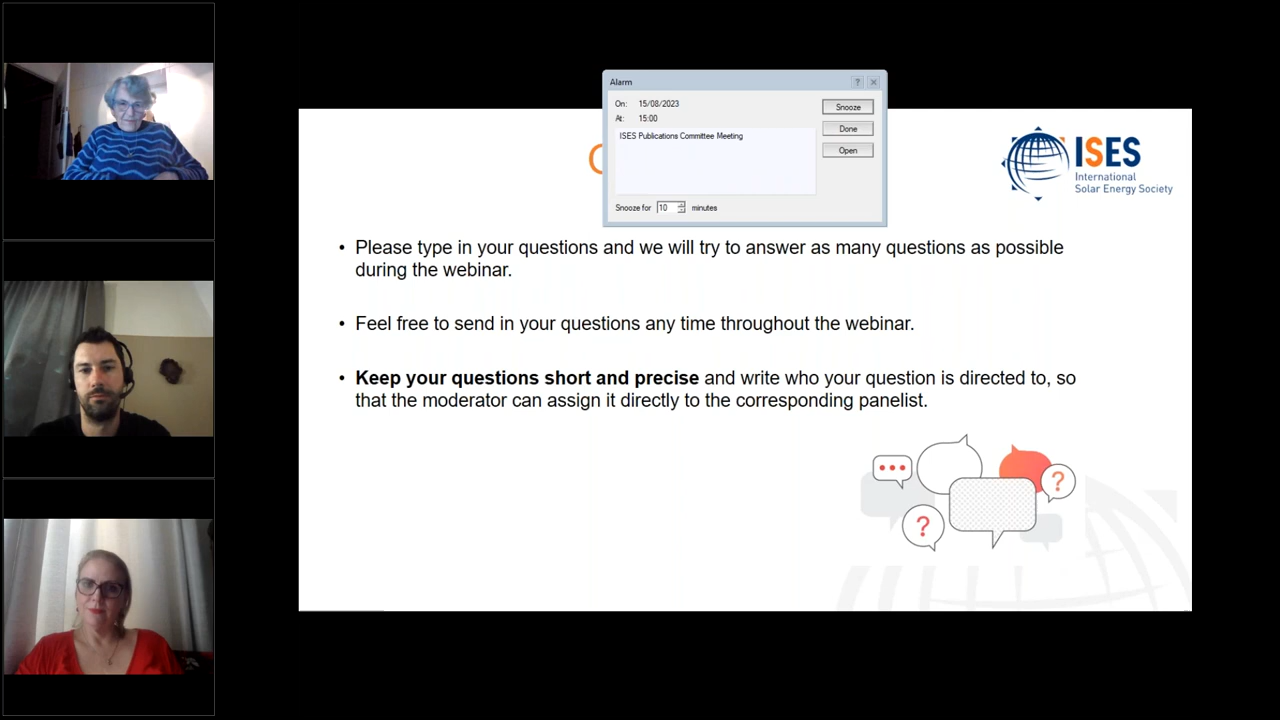 Alarm
?
On: 15/08/2023
At: 15:00
ISES Publications Committee Meeting
Snooze
Done
Open
Snooze for 10 minutes
ISES
International
Solar Energy Society
• Please type in your questions and we will try to answer as many questions as possible
during the webinar.
• Feel free to send in your questions any time throughout the webinar.
• Keep your questions short and precise and write who your question is directed to, so
that the moderator can assign it directly to the corresponding panelist.
?
?